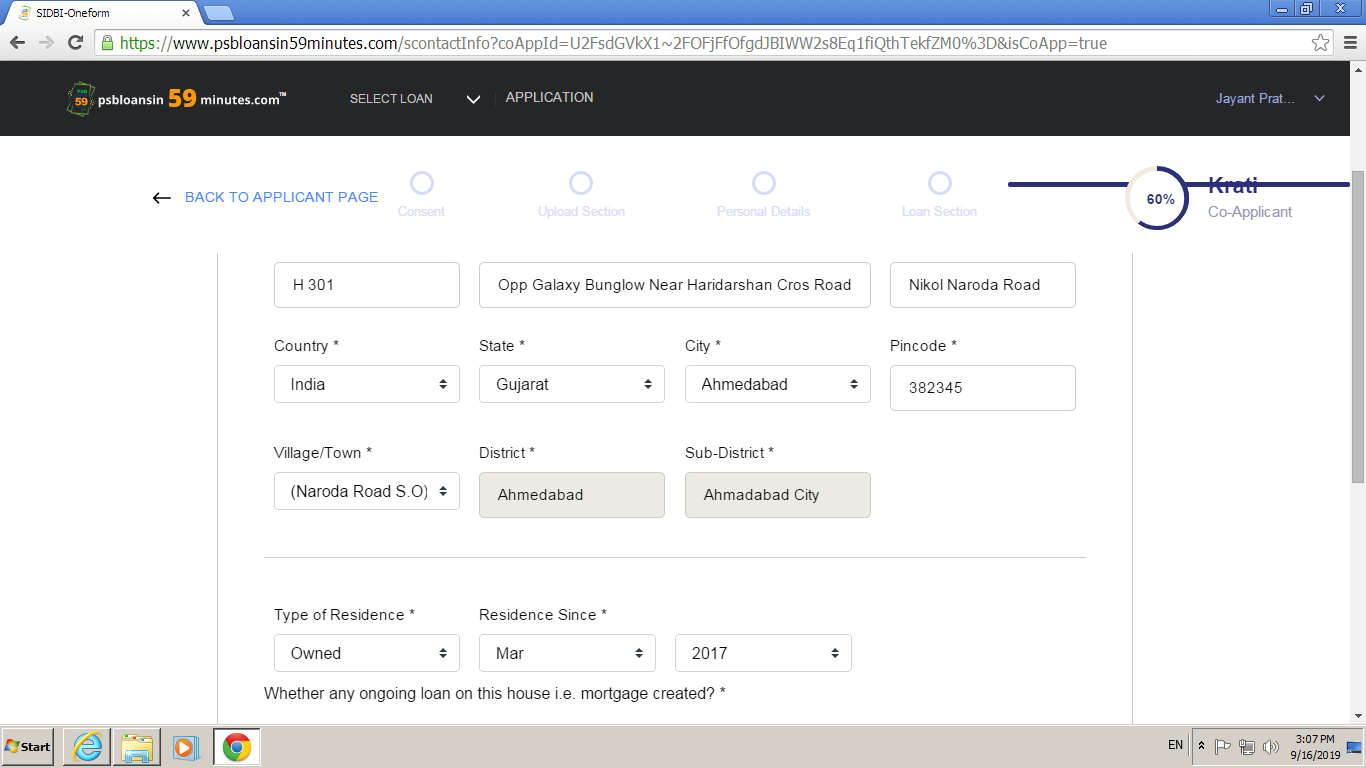 SIDBI-Oneform
https://www.psbloansin59minutes.com/scontactInfo?coAppId=U2FsdGVkX1~2FOFjFfOfgdJBIWW2s8Eq1fiQthTekfZM0%3D&isCoApp=true
PSB 59 psbloansin 59 minutes.com™
SELECT LOAN
APPLICATION
Jayant Prat...
BACK TO APPLICANT PAGE
Consent
Upload Section
Personal Details
Loan Section
60%
Krati
Co-Applicant
H 301
Opp Galaxy Bunglow Near Haridarshan Cros Road
Nikol Naroda Road
Country *
State *
City *
Pincode *
India
Gujarat
Ahmedabad
382345
Village/Town *
District *
Sub-District *
(Naroda Road S.O)
Ahmedabad
Ahmadabad City
Type of Residence *
Residence Since *
Owned
Mar
2017
Whether any ongoing loan on this house i.e. mortgage created? *
Start
EN
3:07 PM
9/16/2019